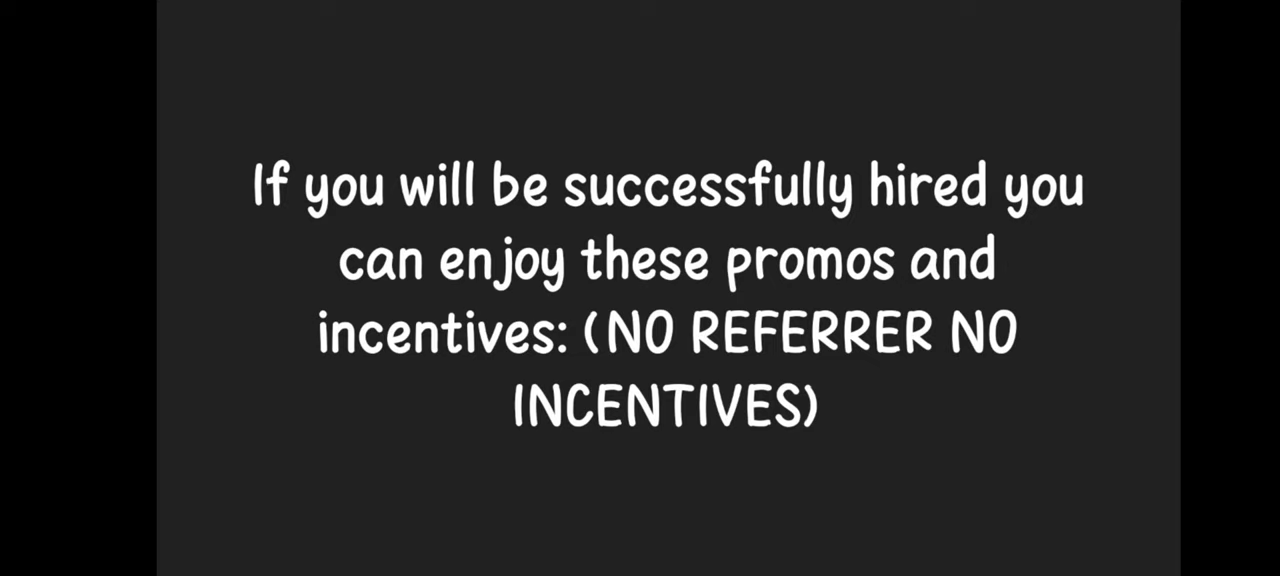 If you will be successfully hired you
can enjoy these promos and
incentives: (NO REFERRER NO
INCENTIVES)